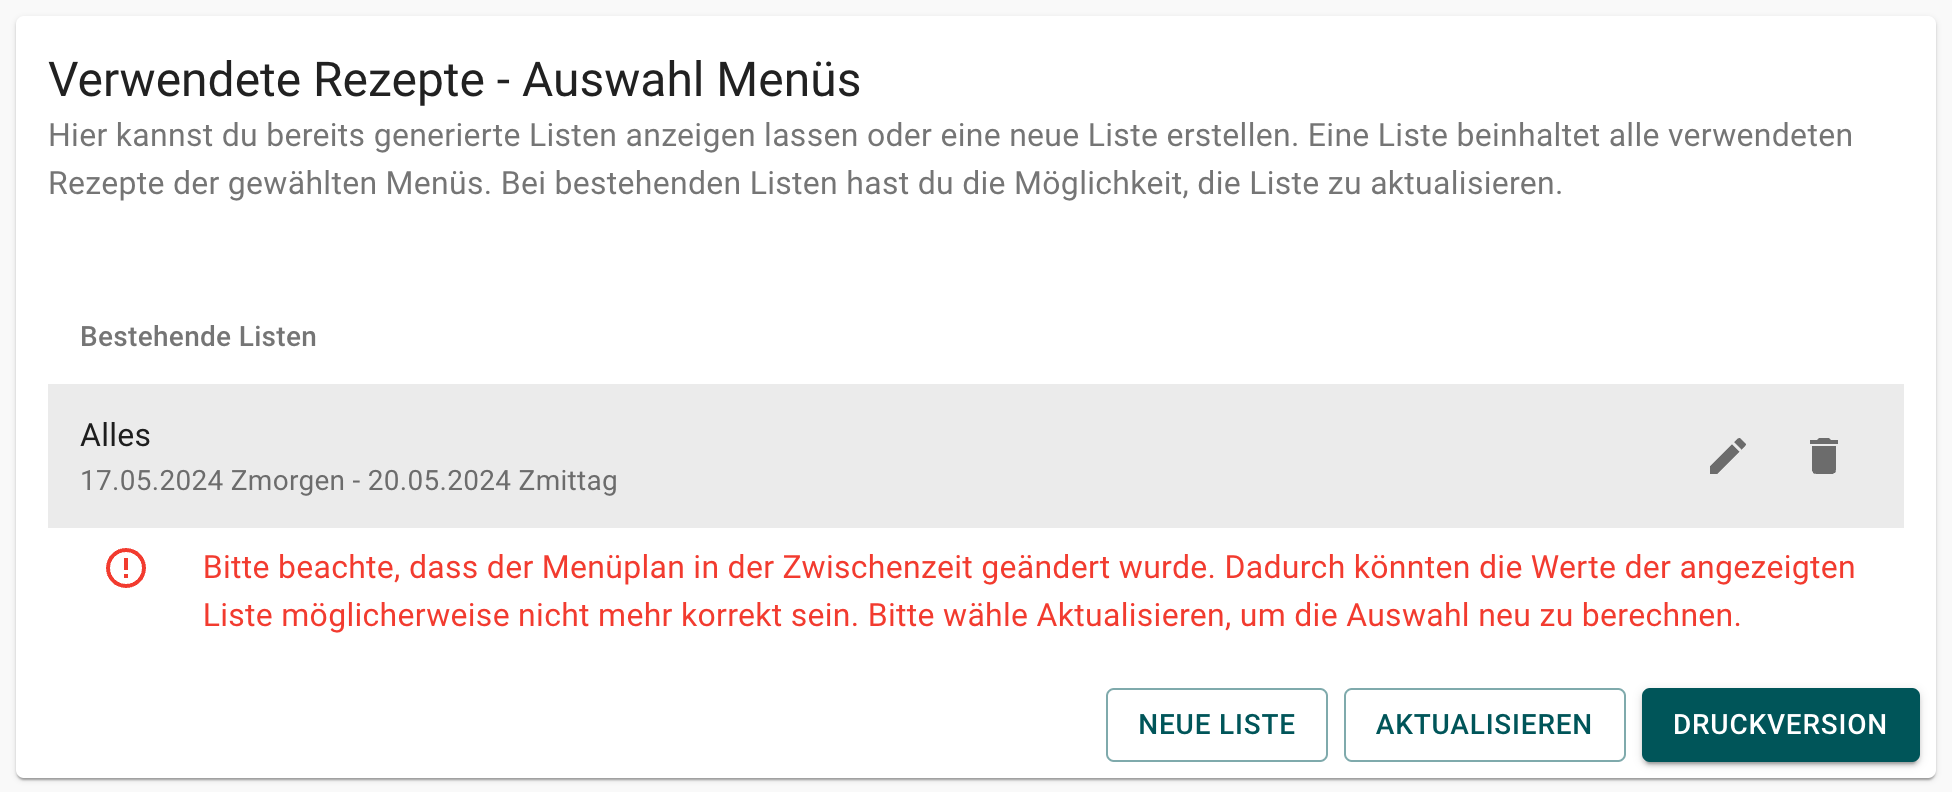 Verwendete Rezepte - Auswahl Menüs
Hier kannst du bereits generierte Listen anzeigen lassen oder eine neue Liste erstellen. Eine Liste beinhaltet alle verwendeten
Rezepte der gewählten Menüs. Bei bestehenden Listen hast du die Möglichkeit, die Liste zu aktualisieren.
Bestehende Listen
Alles
17.05.2024 Zmorgen - 20.05.2024 Zmittag
Bitte beachte, dass der Menüplan in der Zwischenzeit geändert wurde. Dadurch könnten die Werte der angezeigten
Liste möglicherweise nicht mehr korrekt sein. Bitte wähle Aktualisieren, um die Auswahl neu zu berechnen.
NEUE LISTE AKTUALISIEREN DRUCKVERSION